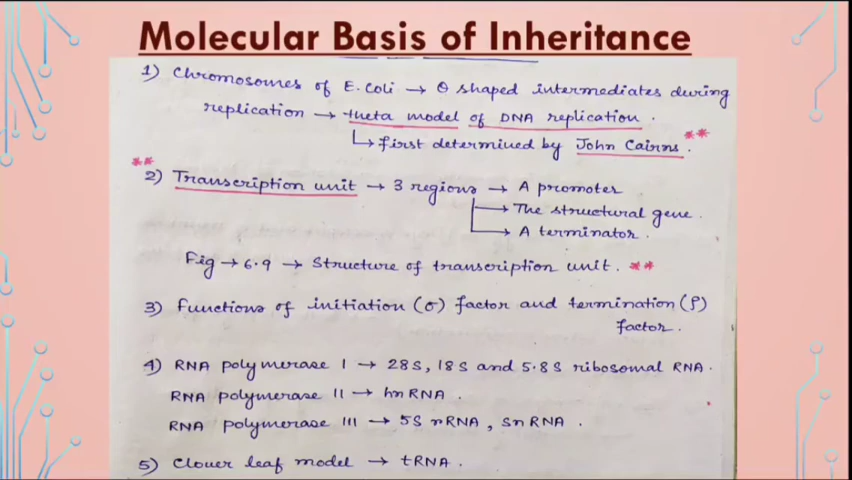 Molecular Basis of Inheritance
1) Chromosomes of E.Coli → θ shaped intermediates during
replication → theta model of DNA replication.
↳ first determined by John Cairns. **
** 2) Transcription unit → 3 regions → A promoter
→ The structural gene.
→ A terminator.
Fig → 6.9 → Structure of transcription unit. **
3) Functions of initiation (σ) factor and termination (ρ)
factor.
4) RNA polymerase I → 28S, 18S and 5.8S ribosomal RNA.
RNA polymerase II → hnRNA.
RNA polymerase III → 5S rRNA, SnRNA.
5) Clover leaf model → tRNA.